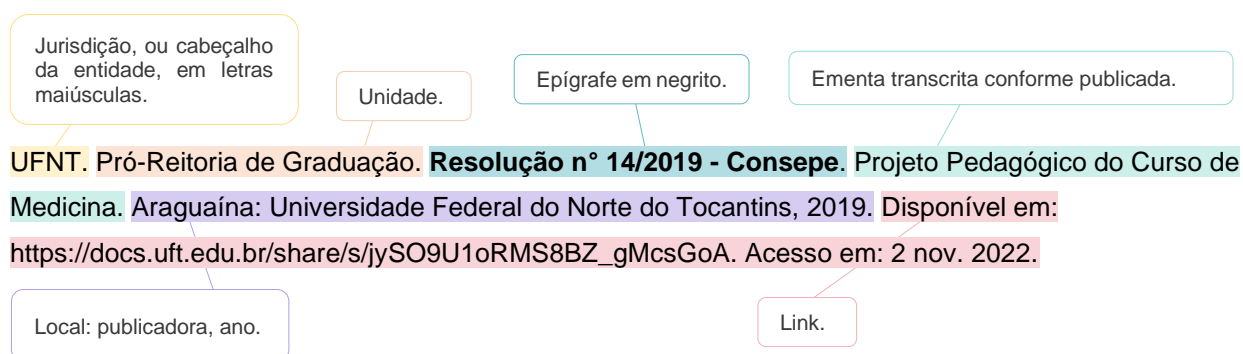 Jurisdição, ou cabeçalho
da entidade, em letras
maiúsculas.
Unidade.
Epígrafe em negrito.
Ementa transcrita conforme publicada.
UFNT. Pró-Reitoria de Graduação. Resolução n° 14/2019 - Consepe. Projeto Pedagógico do Curso de
Medicina. Araguaína: Universidade Federal do Norte do Tocantins, 2019. Disponível em:
https://docs.uft.edu.br/share/s/jySO9U1oRMS8BZ_gMcsGoA. Acesso em: 2 nov. 2022.
Local: publicadora, ano.
Link.